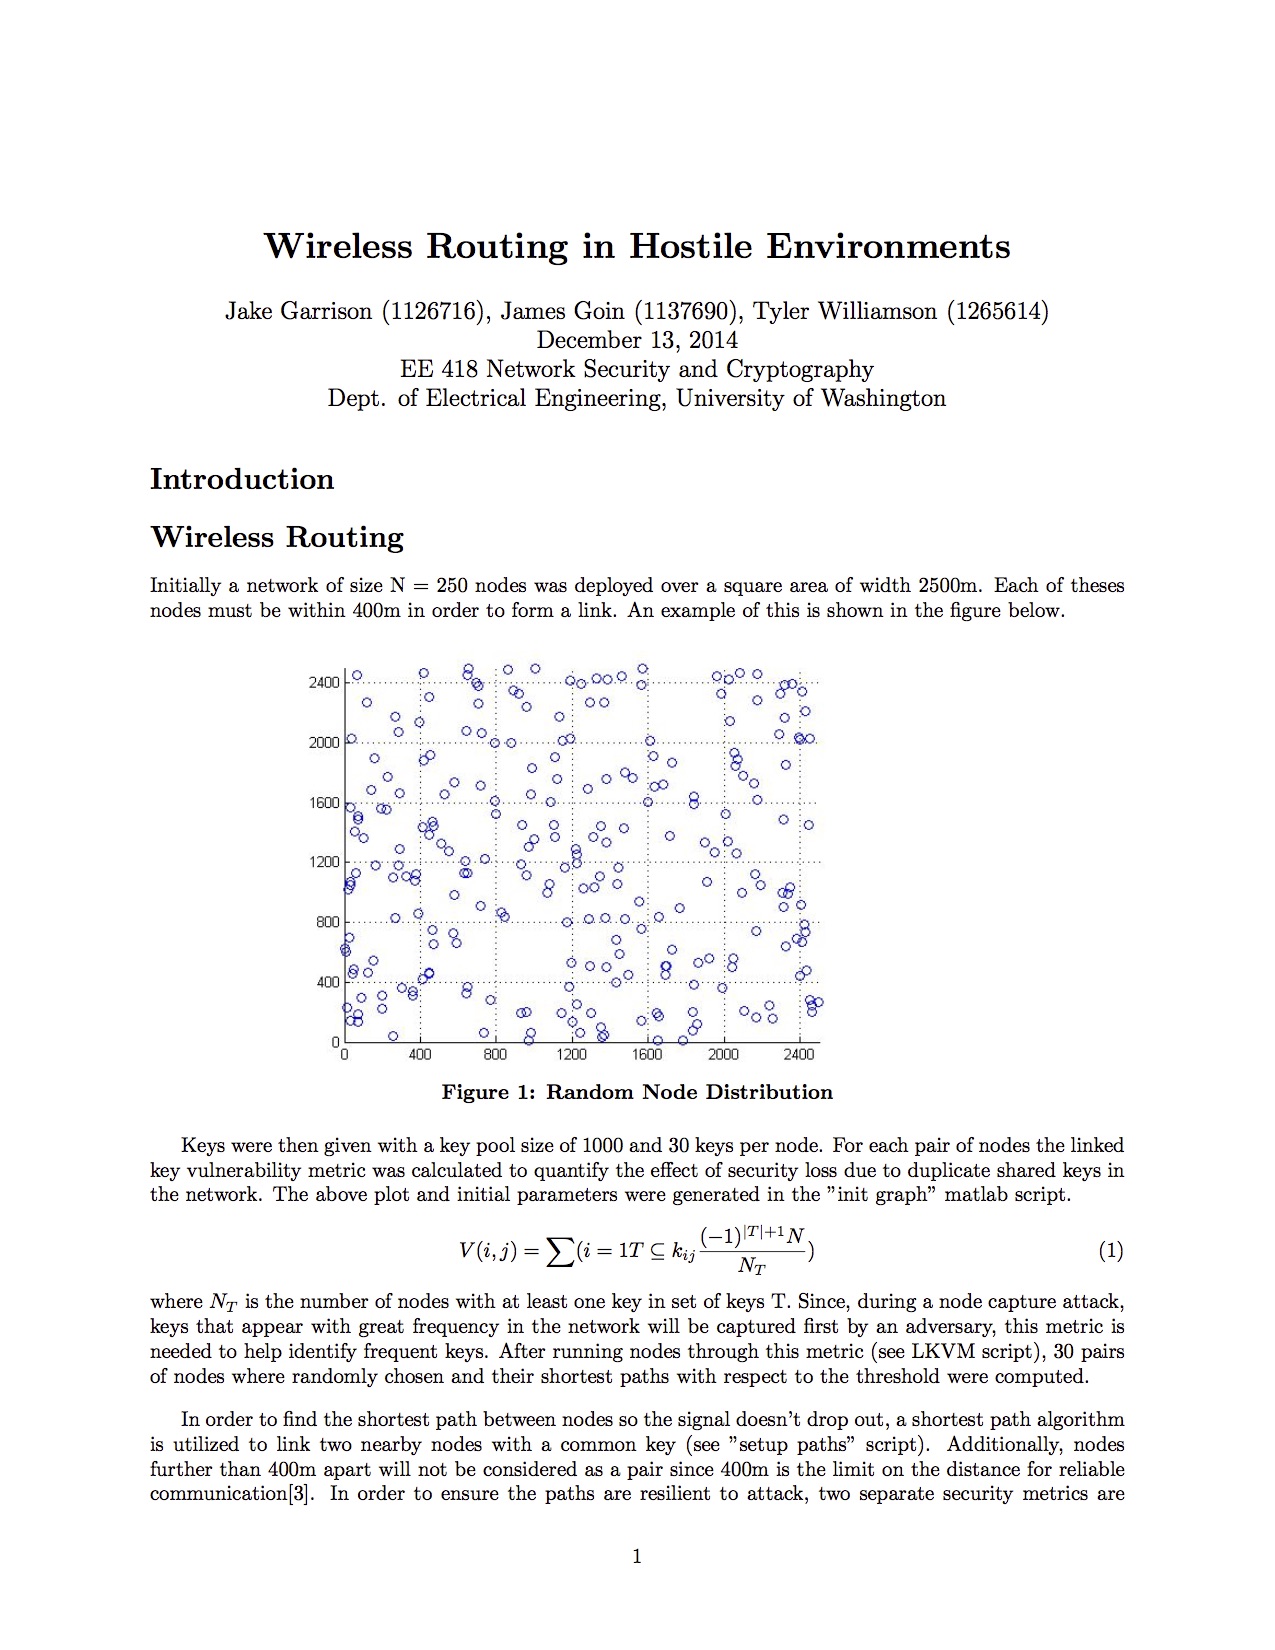 Wireless Routing in Hostile Environments
Jake Garrison (1126716), James Goin (1137690), Tyler Williamson (1265614)
December 13, 2014
EE 418 Network Security and Cryptography
Dept. of Electrical Engineering, University of Washington
Introduction
Wireless Routing
Initially a network of size N = 250 nodes was deployed over a square area of width 2500m. Each of theses
nodes must be within 400m in order to form a link. An example of this is shown in the figure below.
2400
2000
1600
1200
800
400
0
0 400 800 1200 1600 2000 2400
Figure 1: Random Node Distribution
Keys were then given with a key pool size of 1000 and 30 keys per node. For each pair of nodes the linked
key vulnerability metric was calculated to quantify the effect of security loss due to duplicate shared keys in
the network. The above plot and initial parameters were generated in the ”init graph” matlab script.
V(i, j) = ∑(i = 1T ⊆ k_{ij} \frac{(−1)^{|T|+1}N}{N_T}) (1)
where N_T is the number of nodes with at least one key in set of keys T. Since, during a node capture attack,
keys that appear with great frequency in the network will be captured first by an adversary, this metric is
needed to help identify frequent keys. After running nodes through this metric (see LKVM script), 30 pairs
of nodes where randomly chosen and their shortest paths with respect to the threshold were computed.
In order to find the shortest path between nodes so the signal doesn’t drop out, a shortest path algorithm
is utilized to link two nearby nodes with a common key (see ”setup paths” script). Additionally, nodes
further than 400m apart will not be considered as a pair since 400m is the limit on the distance for reliable
communication[3]. In order to ensure the paths are resilient to attack, two separate security metrics are
1